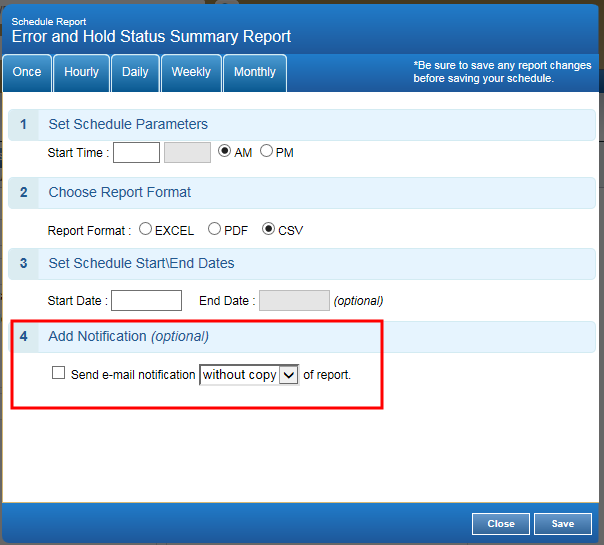 Schedule Report
Error and Hold Status Summary Report
Once Hourly Daily Weekly Monthly
*Be sure to save any report changes
before saving your schedule.
1 Set Schedule Parameters
Start Time : AM PM
2 Choose Report Format
Report Format : EXCEL PDF CSV
3 Set Schedule Start\End Dates
Start Date : End Date : (optional)
4 Add Notification (optional)
Send e-mail notification without copy of report.
Close Save